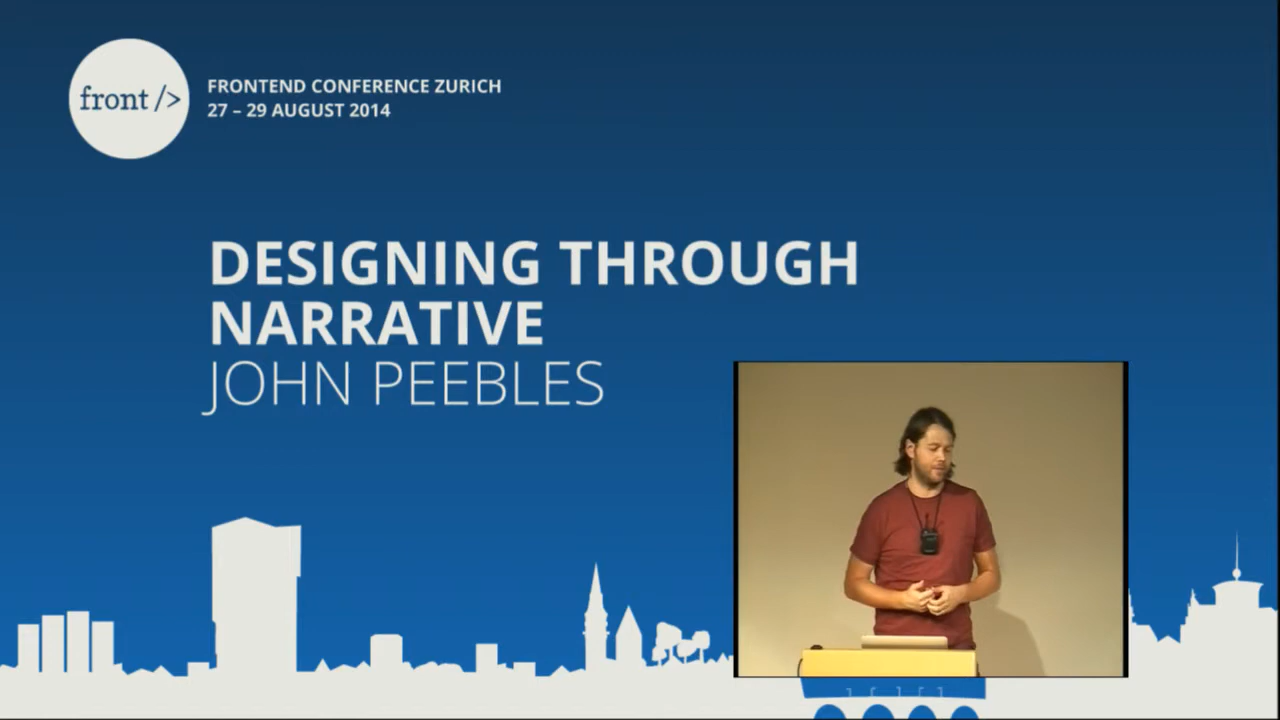 front />
FRONTEND CONFERENCE ZURICH
27 – 29 AUGUST 2014
DESIGNING THROUGH
NARRATIVE
JOHN PEEBLES